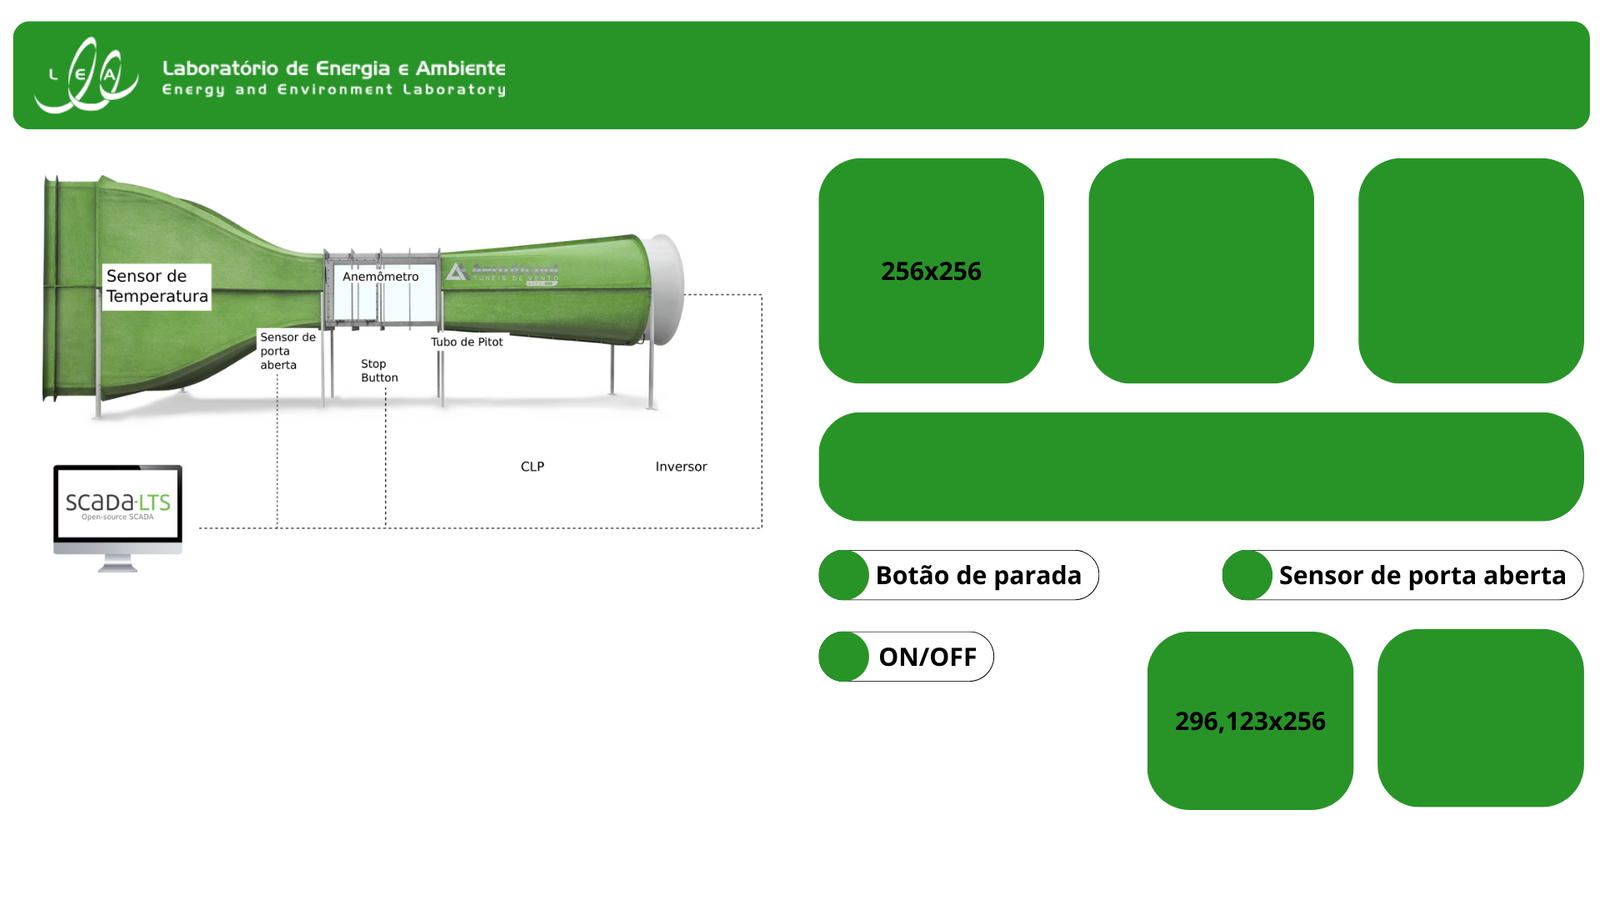 L E A
Laboratório de Energia e Ambiente
Energy and Environment Laboratory
Sensor de
Temperatura
Anemômetro
TÚNEIS DE VENTO
Sensor de
porta
aberta
Stop
Button
Tubo de Pitot
CLP
Inversor
SCADA-LTS
Open-source SCADA
256x256
Botão de parada
Sensor de porta aberta
ON/OFF
296,123x256